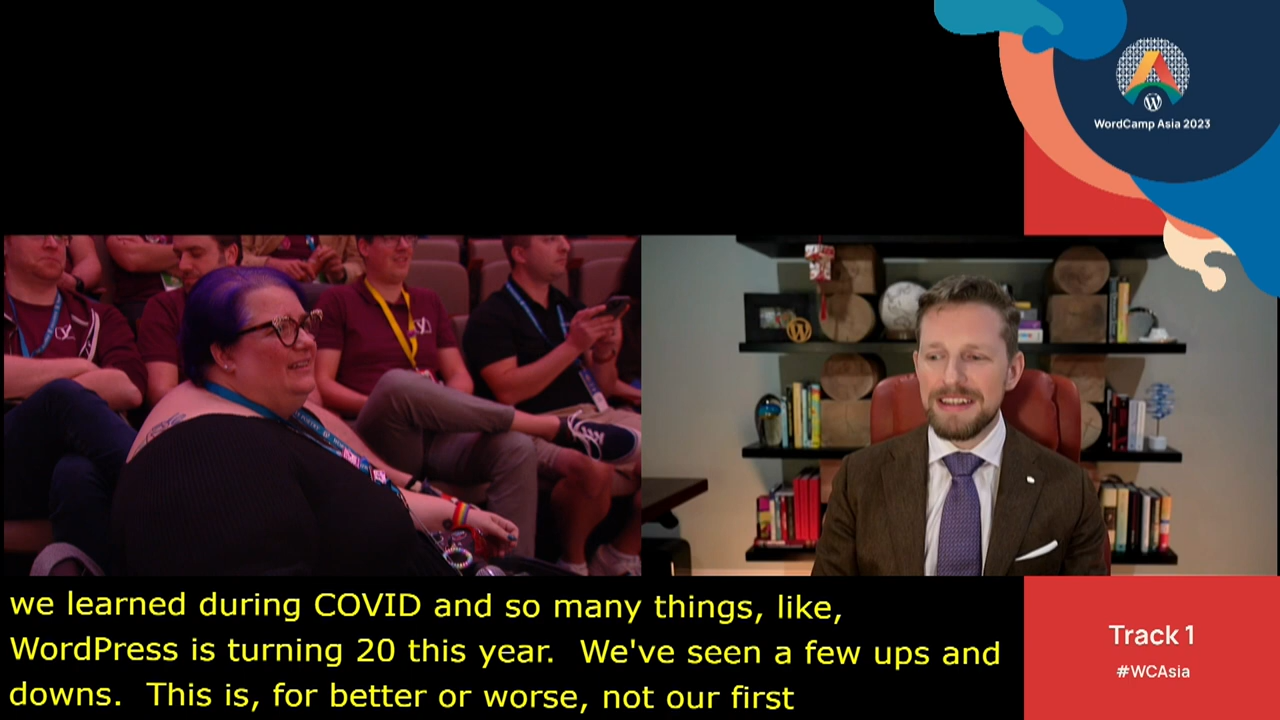 WordCamp Asia 2023
we learned during COVID and so many things, like,
WordPress is turning 20 this year.  We've seen a few ups and
downs.  This is, for better or worse, not our first
Track 1
#WCAsia